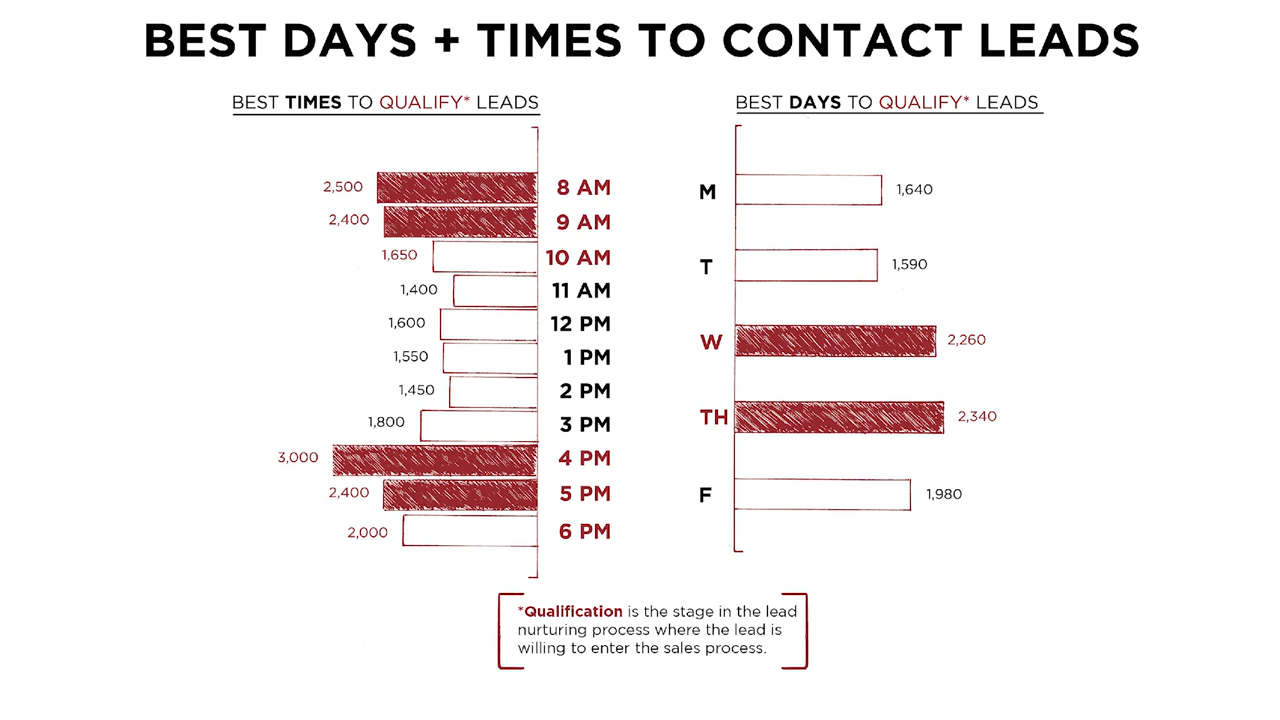 BEST DAYS + TIMES TO CONTACT LEADS
BEST TIMES TO QUALIFY* LEADS
2,500 8 AM
2,400 9 AM
1,650 10 AM
1,400 11 AM
1,600 12 PM
1,550 1 PM
1,450 2 PM
1,800 3 PM
3,000 4 PM
2,400 5 PM
2,000 6 PM
BEST DAYS TO QUALIFY* LEADS
M 1,640
T 1,590
W 2,260
TH 2,340
F 1,980
*Qualification is the stage in the lead
nurturing process where the lead is
willing to enter the sales process.